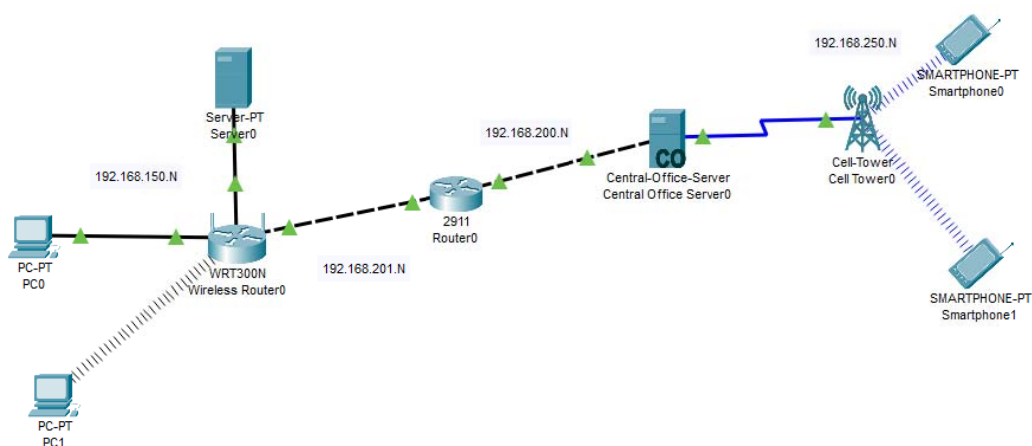 192.168.250.N
SMARTPHONE-PT
Smartphone0
Server-PT
Server0
192.168.200.N
CO
Central-Office-Server
Central Office Server0
Cell-Tower
Cell Tower0
192.168.150.N
2911
Router0
PC-PT
PC0
WRT300N
Wireless Router0
192.168.201.N
SMARTPHONE-PT
Smartphone1
PC-PT
PC1